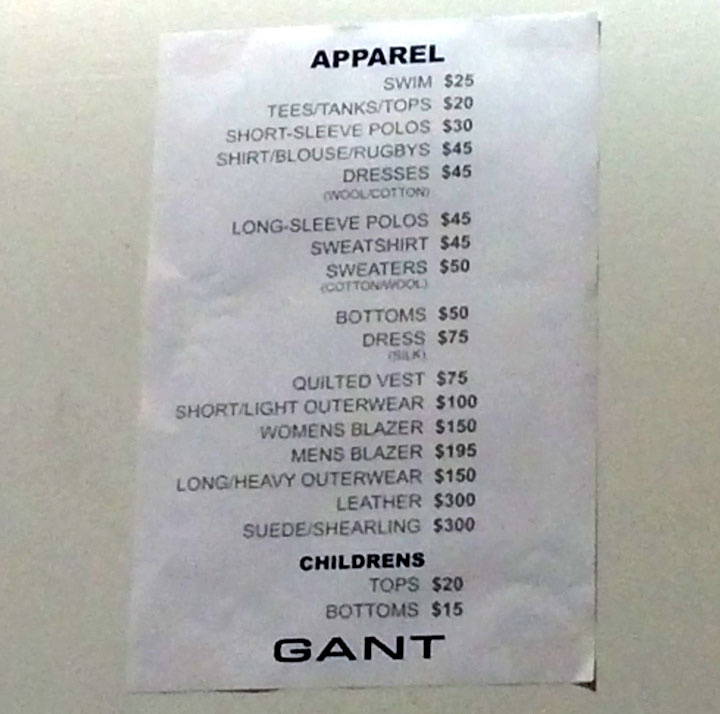 APPAREL
SWIM $25
TEES/TANKS/TOPS $20
SHORT-SLEEVE POLOS $30
SHIRT/BLOUSE/RUGBYS $45
DRESSES $45
(WOOL/COTTON)
LONG-SLEEVE POLOS $45
SWEATSHIRT $45
SWEATERS $50
(COTTON/WOOL)
BOTTOMS $50
DRESS $75
(SILK)
QUILTED VEST $75
SHORT/LIGHT OUTERWEAR $100
WOMENS BLAZER $150
MENS BLAZER $195
LONG/HEAVY OUTERWEAR $150
LEATHER $300
SUEDE/SHEARLING $300
CHILDRENS
TOPS $20
BOTTOMS $15
GANT